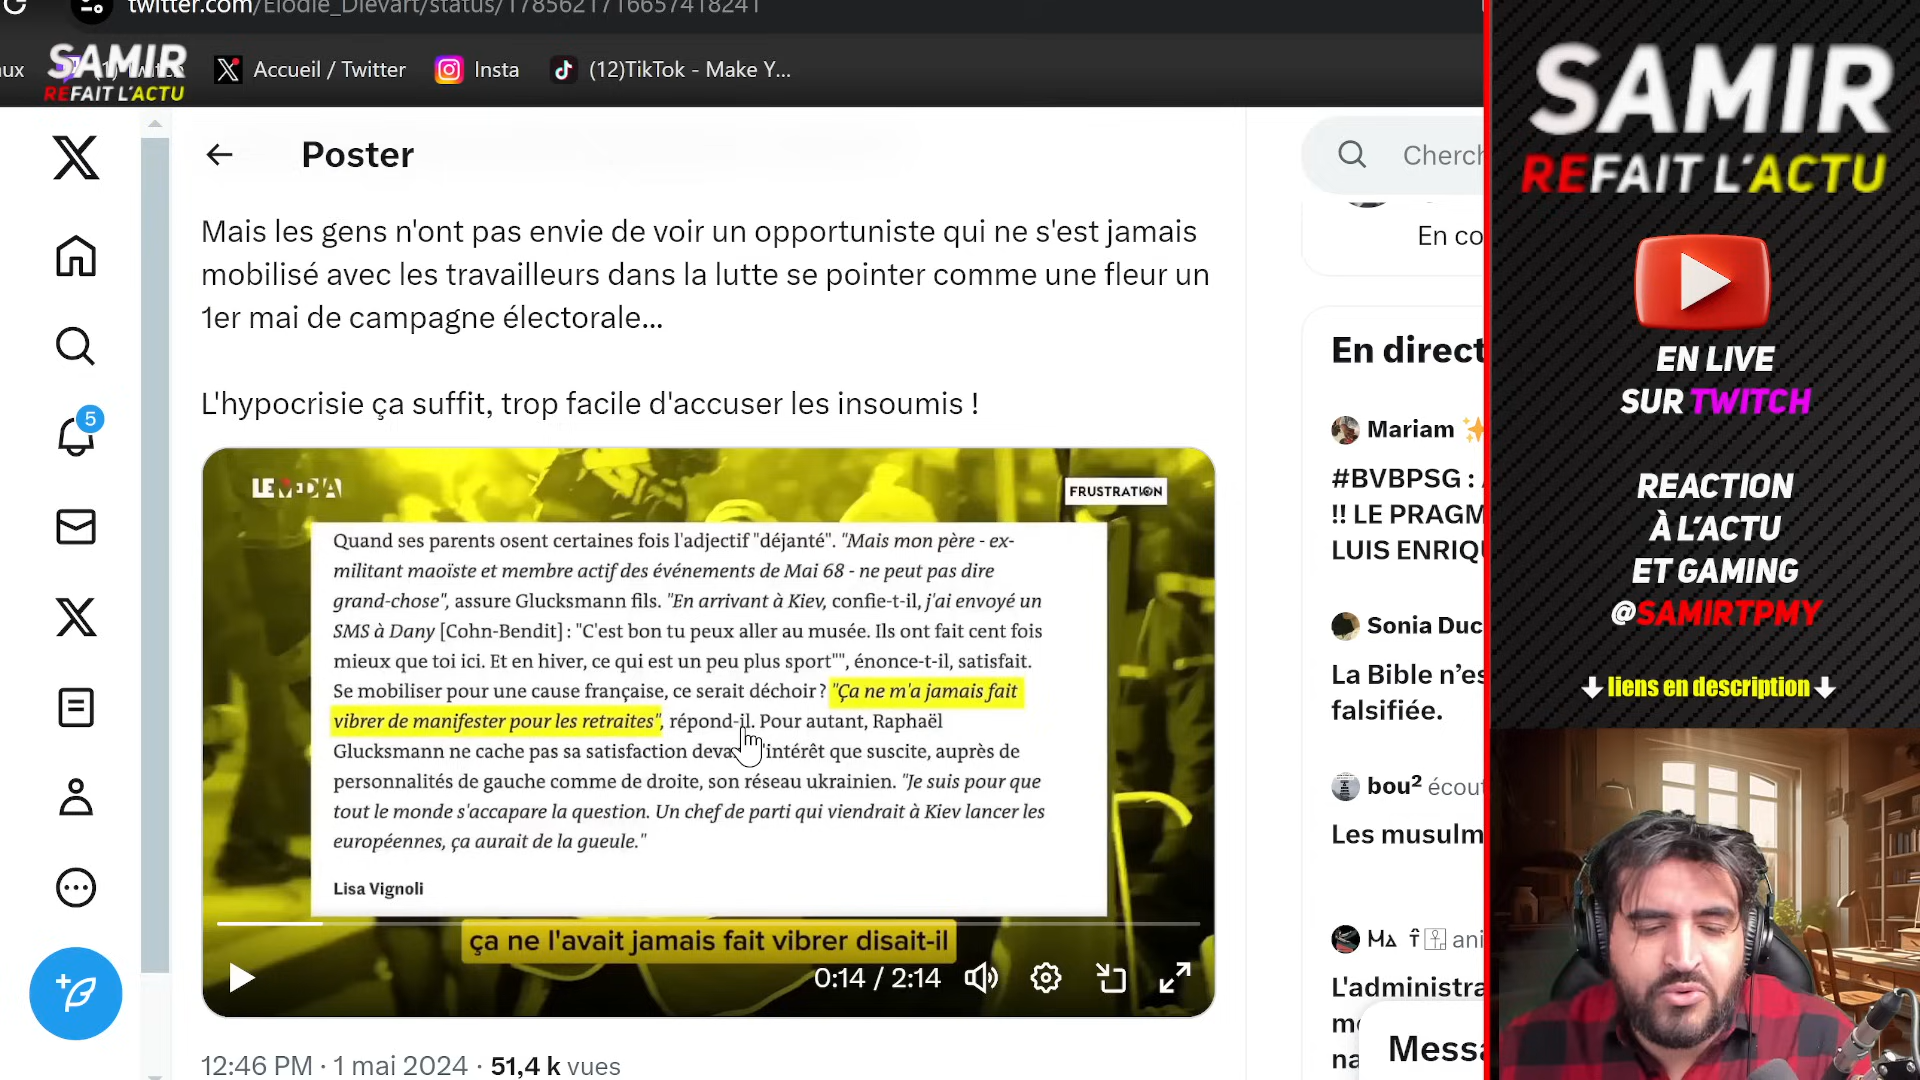 twitter.com/Elodie_Dievart/status/1785621716657418241
SAMIR
REFAIT L'ACTU
Accueil / Twitter
Insta
(12)TikTok - Make Y...
Poster
Mais les gens n'ont pas envie de voir un opportuniste qui ne s'est jamais
mobilisé avec les travailleurs dans la lutte se pointer comme une fleur un
1er mai de campagne électorale...
L'hypocrisie ça suffit, trop facile d'accuser les insoumis !
5
LE MEDIA
FRUSTRATION
Quand ses parents osent certaines fois l'adjectif "déjanté". "Mais mon père - ex-
militant maoïste et membre actif des événements de Mai 68 - ne peut pas dire
grand-chose", assure Glucksmann fils. "En arrivant à Kiev, confie-t-il, j'ai envoyé un
SMS à Dany [Cohn-Bendit] : "C'est bon tu peux aller au musée. Ils ont fait cent fois
mieux que toi ici. Et en hiver, ce qui est un peu plus sport"", énonce-t-il, satisfait.
Se mobiliser pour une cause française, ce serait déchoir ? "Ça ne m'a jamais fait
vibrer de manifester pour les retraites", répond-il. Pour autant, Raphaël
Glucksmann ne cache pas sa satisfaction l'intérêt que suscite, auprès de
personnalités de gauche comme de droite, son réseau ukrainien. "Je suis pour que
tout le monde s'accapare la question. Un chef de parti qui viendrait à Kiev lancer les
européennes, ça aurait de la gueule."
Lisa Vignoli
ça ne l'avait jamais fait vibrer disait-il
0:14 / 2:14
12:46 PM · 1 mai 2024 · 51,4 k vues
Cherch
En co
En direct
Mariam
#BVBPSG :
!! LE PRAGM
LUIS ENRIQU
Sonia Duc
La Bible n'es
falsifiée.
bou² écout
Les musulm
ani
L'administra
Messa
SAMIR
REFAIT L'ACTU
EN LIVE
SUR TWITCH
REACTION
À L'ACTU
ET GAMING
@SAMIRTPMY
liens en description